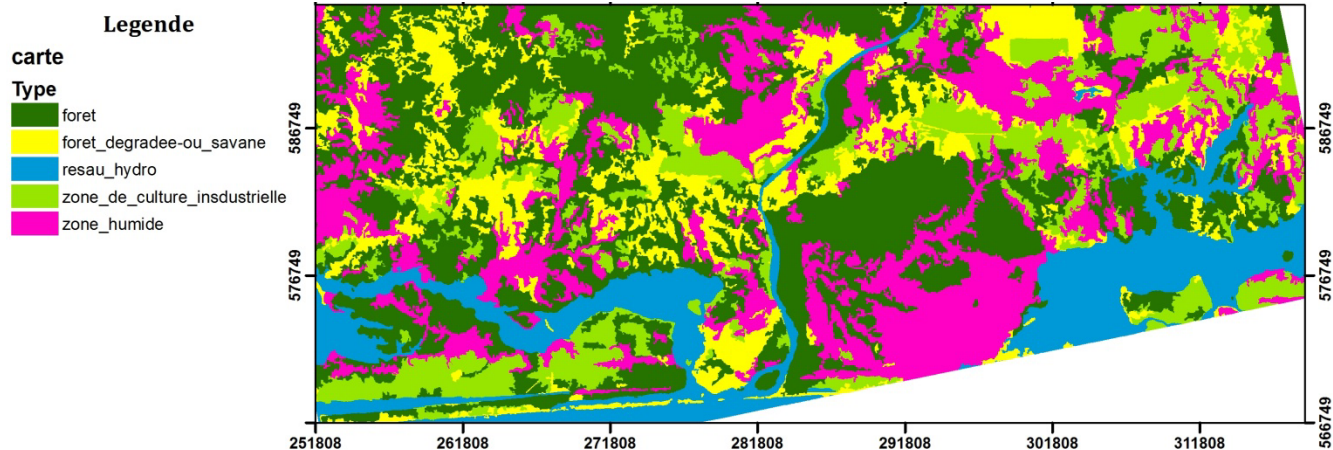 Legende
carte
Type
foret
foret_degradee-ou_savane
resau_hydro
zone_de_culture_insdustrielle
zone_humide
586749
576749
586749
576749
566749
251808 261808 271808 281808 291808 301808 311808